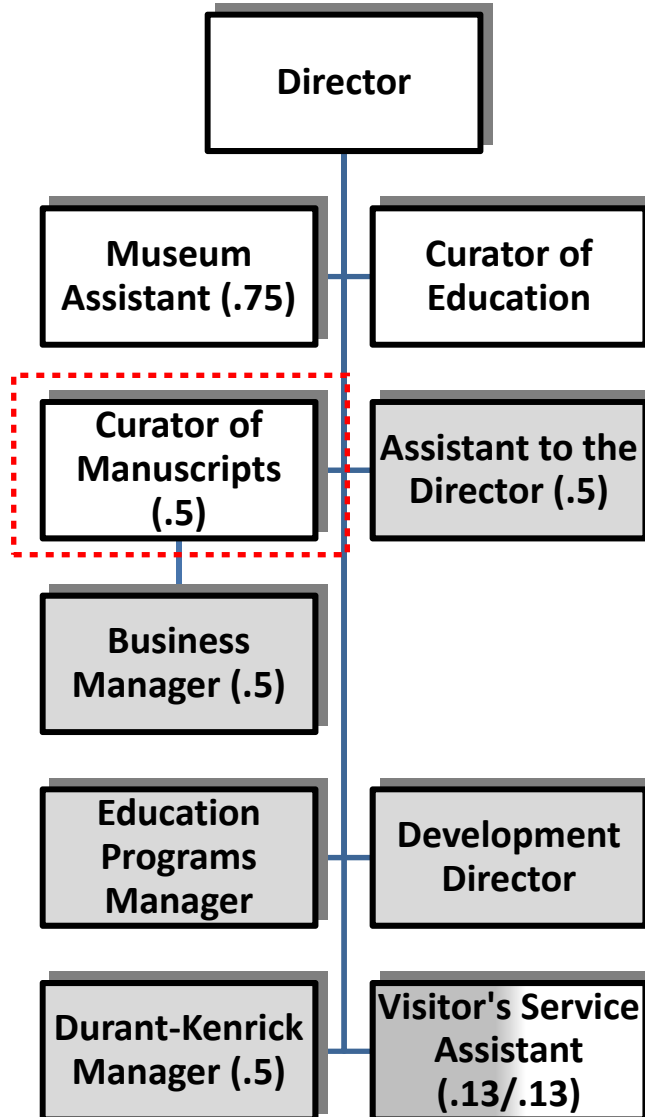 Director
Museum
Assistant (.75)
Curator of
Education
Curator of
Manuscripts
(.5)
Assistant to the
Director (.5)
Business
Manager (.5)
Education
Programs
Manager
Development
Director
Durant-Kenrick
Manager (.5)
Visitor's Service
Assistant
(.13/.13)